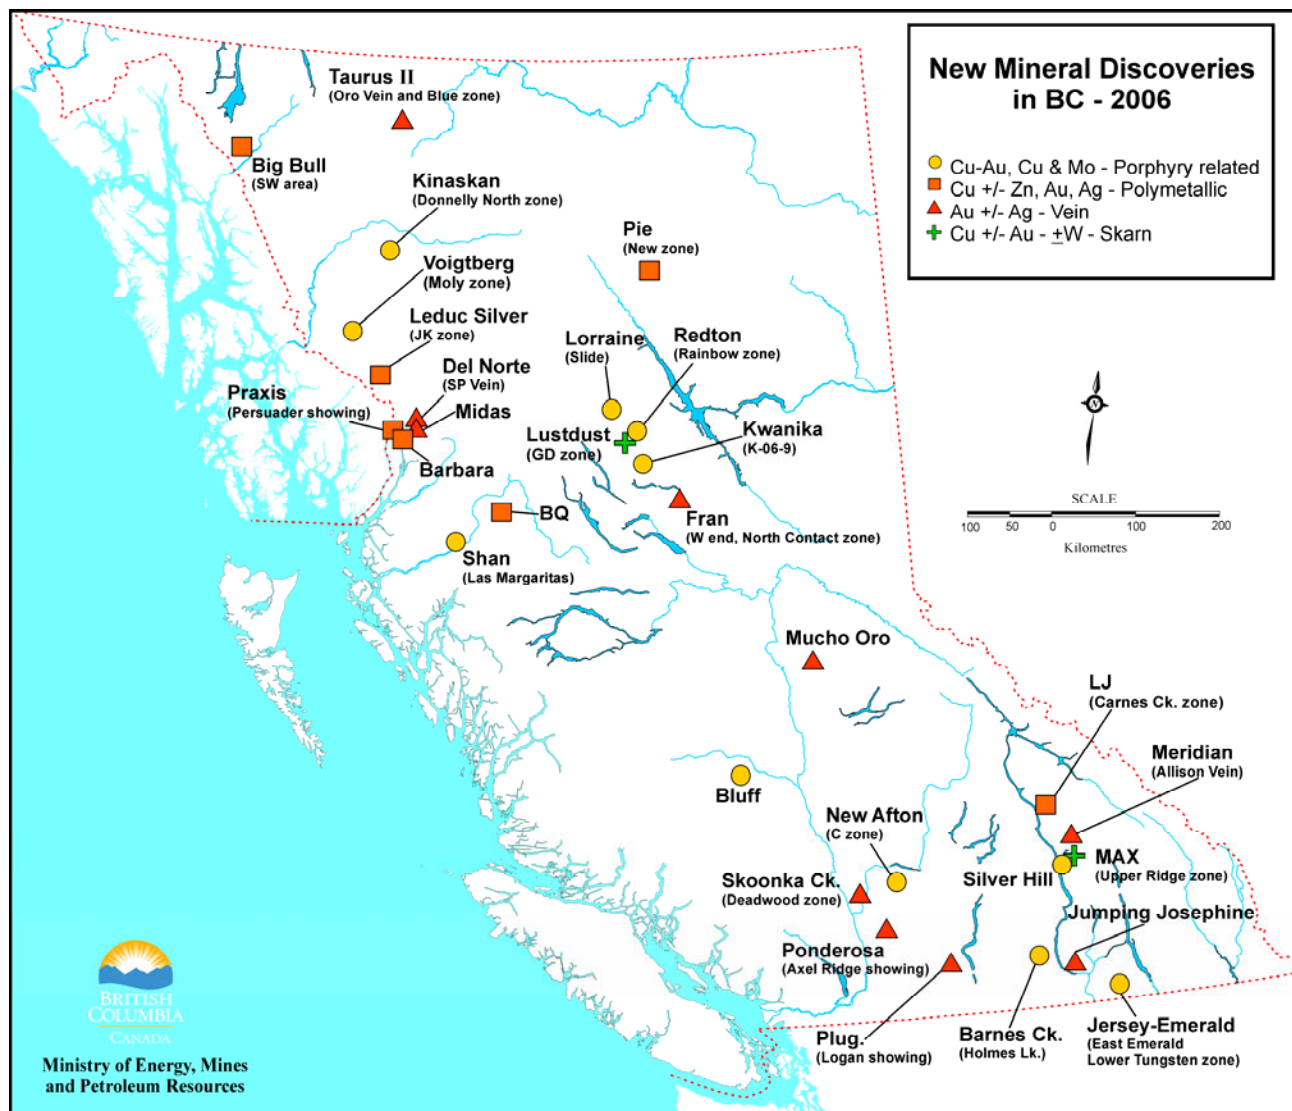 New Mineral Discoveries
in BC - 2006
Cu-Au, Cu & Mo - Porphyry related
Cu +/- Zn, Au, Ag - Polymetallic
Au +/- Ag - Vein
Cu +/- Au - +W - Skarn
Taurus II
(Oro Vein and Blue zone)
Big Bull
(SW area)
Kinaskan
(Donnelly North zone)
Pie
(New zone)
Voigtberg
(Moly zone)
Leduc Silver
(JK zone)
Lorraine
(Slide)
Redton
(Rainbow zone)
Del Norte
(SP Vein)
Praxis
(Persuader showing)
Midas
Lustdust
(GD zone)
Kwanika
(K-06-9)
Barbara
BQ
Fran
(W end, North Contact zone)
Shan
(Las Margaritas)
N
SCALE
100 50 0 100 200
Kilometres
Mucho Oro
LJ
(Carnes Ck. zone)
Meridian
(Allison Vein)
Bluff
New Afton
(C zone)
MAX
(Upper Ridge zone)
Silver Hill
Skoonka Ck.
(Deadwood zone)
Jumping Josephine
Ponderosa
(Axel Ridge showing)
Plug.
(Logan showing)
Barnes Ck.
(Holmes Lk.)
Jersey-Emerald
(East Emerald
Lower Tungsten zone)
BRITISH
COLUMBIA
CANADA
Ministry of Energy, Mines
and Petroleum Resources